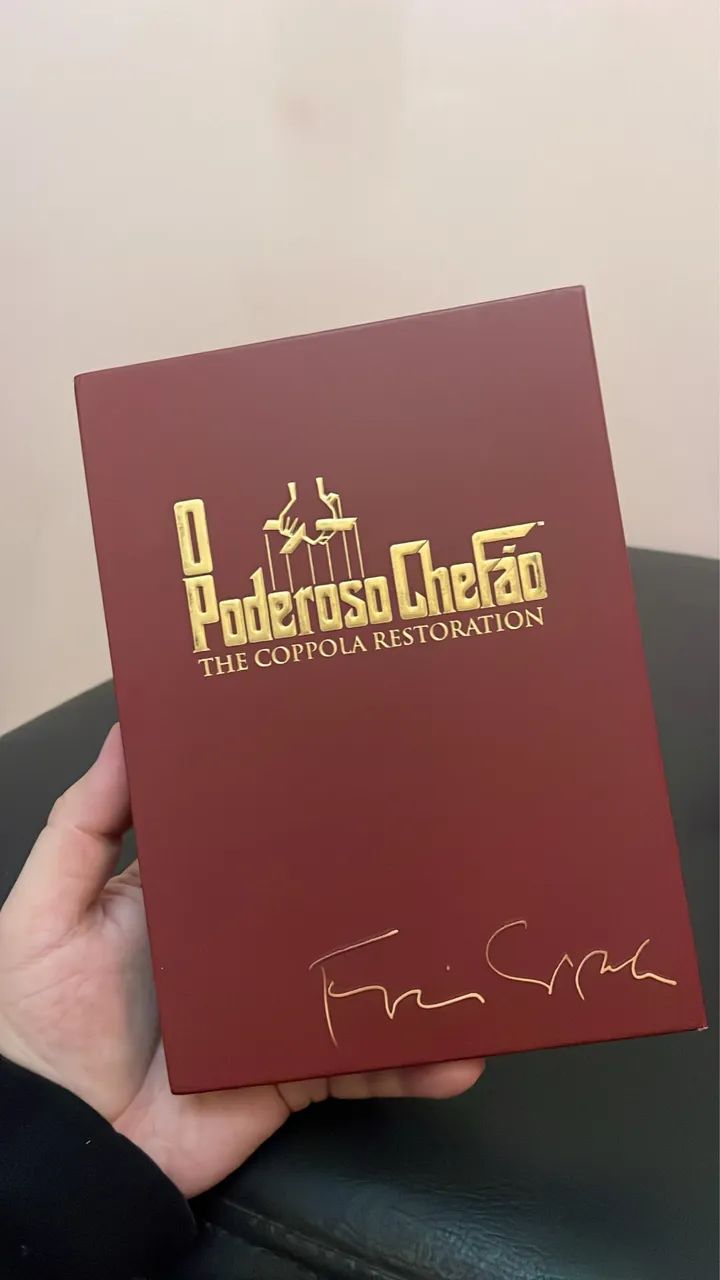 O
Poderoso Chefão
THE COPPOLA RESTORATION